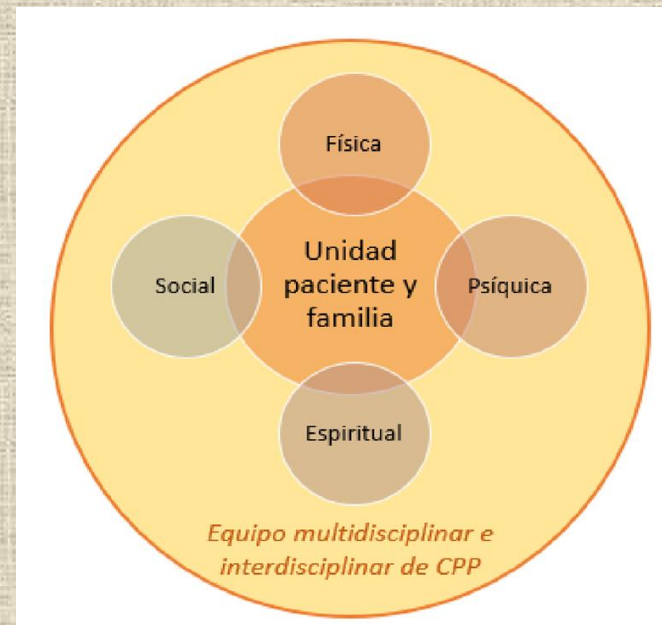 Física
Unidad
paciente y
familia
Social
Psíquica
Espiritual
Equipo multidisciplinar e
interdisciplinar de CPP